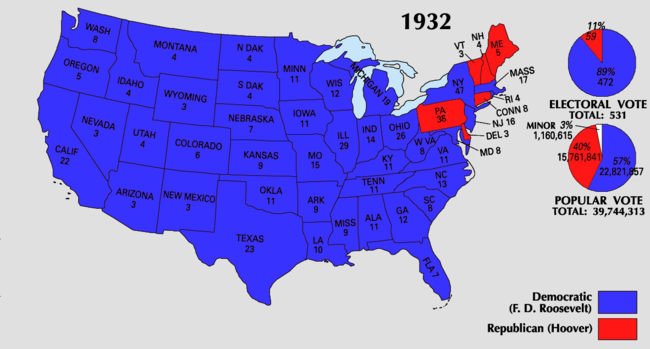 1932
WASH
8
OREGON
5
CALIF
22
NEVADA
3
IDAHO
4
MONTANA
4
WYOMING
3
UTAH
4
COLORADO
6
ARIZONA
3
NEW MEXICO
3
N DAK
4
S DAK
4
NEBRASKA
7
KANSAS
9
OKLA
11
TEXAS
23
MINN
11
IOWA
11
MO
15
ARK
9
LA
10
WIS
12
ILL
29
MICHIGAN 19
IND
14
OHIO
26
KY
11
TENN
11
MISS
9
ALA
11
GA
12
FLA 7
SC
8
NC
13
VA
11
W VA
8
PA
36
NY
47
VT
3
NH
4
ME
5
MASS
17
RI 4
CONN 8
NJ 16
DEL 3
MD 8
11%
59
89%
472
ELECTORAL VOTE
TOTAL: 531
MINOR 3%
1,160,615
40%
15,761,841
57%
22,821,857
POPULAR VOTE
TOTAL: 39,744,313
Democratic
(F. D. Roosevelt)
Republican (Hoover)